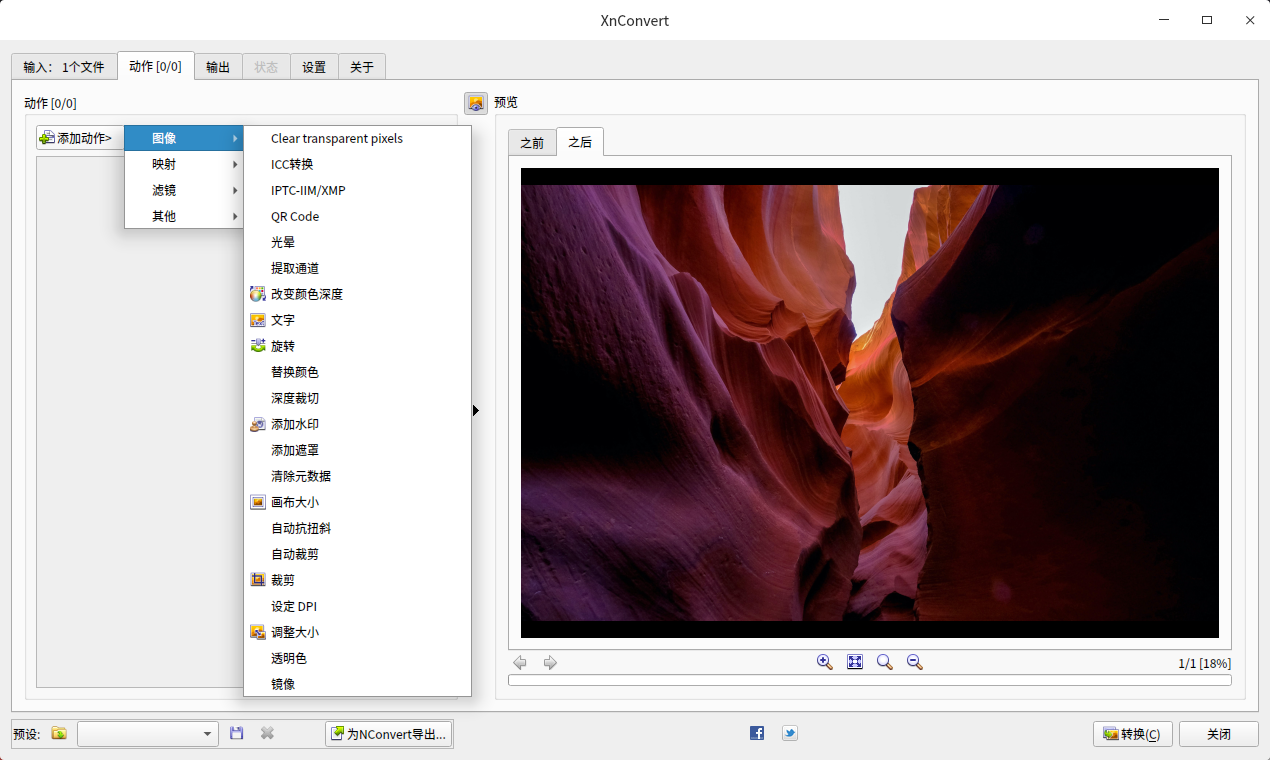 XnConvert
输入： 1个文件
动作 [0/0]
输出
状态
设置
关于
动作 [0/0]
预览
添加动作>
图像
映射
滤镜
其他
Clear transparent pixels
ICC转换
IPTC-IIM/XMP
QR Code
光晕
提取通道
改变颜色深度
文字
旋转
替换颜色
深度裁切
添加水印
添加遮罩
清除元数据
画布大小
自动抗扭斜
自动裁剪
裁剪
设定 DPI
调整大小
透明色
镜像
之前
之后
1/1 [18%]
预设:
为NConvert导出...
转换(C)
关闭